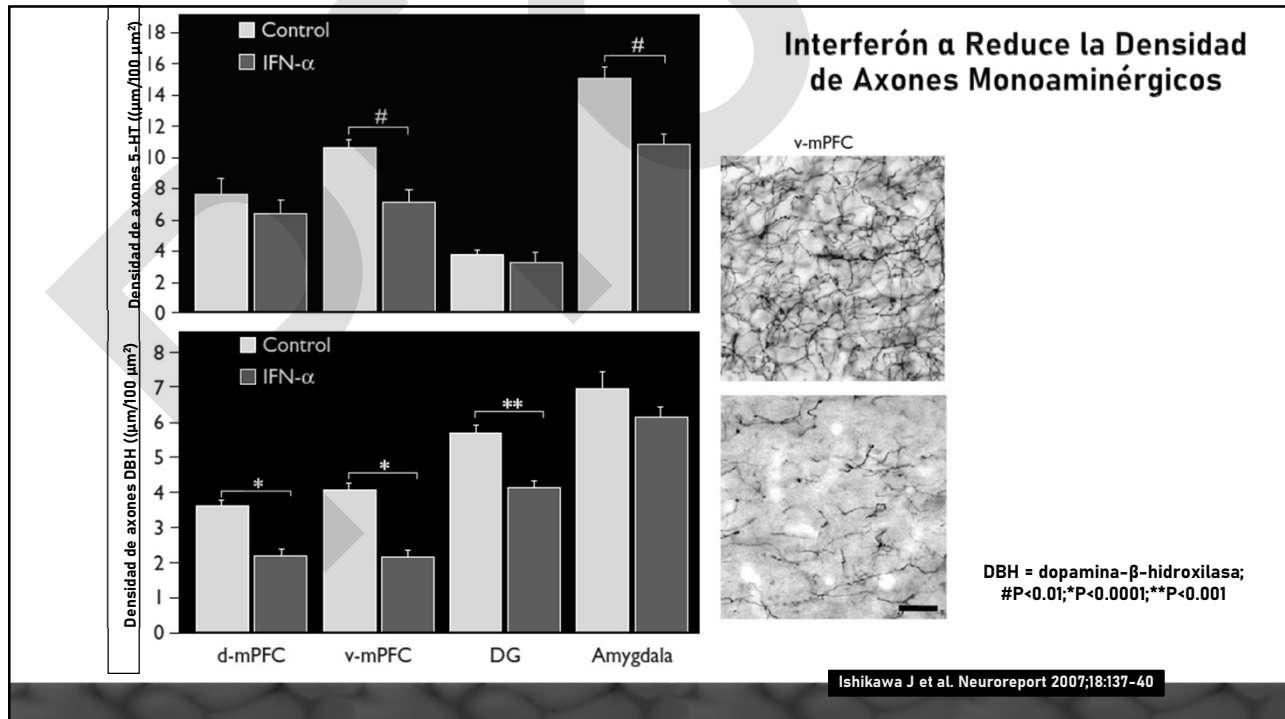 Interferón α Reduce la Densidad
de Axones Monoaminérgicos
Densidad de axones 5-HT ((μm/100 μm²)
18
16
14
12
10
8
6
4
2
0
Control
IFN-α
#
#
Densidad de axones DBH ((μm/100 μm²)
8
7
6
5
4
3
2
1
0
Control
IFN-α
*
*
**
d-mPFC v-mPFC DG Amygdala
v-mPFC
DBH = dopamina-β-hidroxilasa;
#P<0.01;*P<0.0001;**P<0.001
Ishikawa J et al. Neuroreport 2007;18:137-40